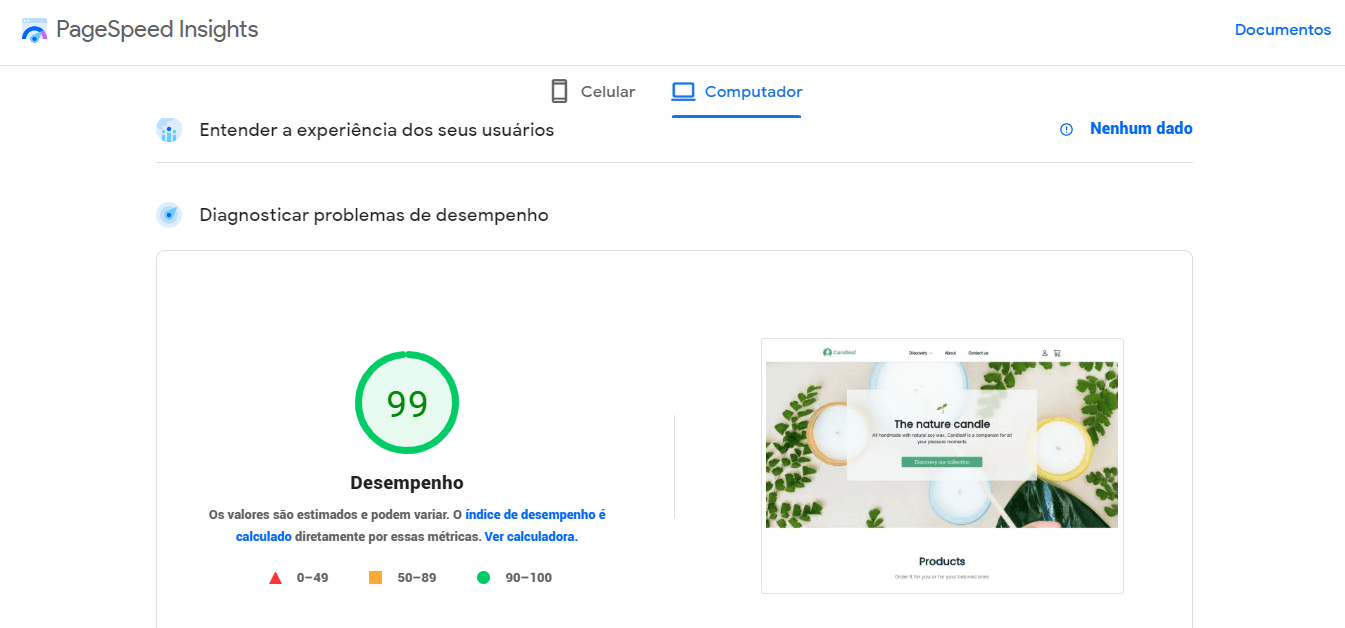 PageSpeed Insights
Documentos
Celular
Computador
Entender a experiência dos seus usuários
Nenhum dado
Diagnosticar problemas de desempenho
99
Desempenho
Os valores são estimados e podem variar. O índice de desempenho é
calculado diretamente por essas métricas. Ver calculadora.
0–49
50–89
90–100
Candleaf
Discovery
About
Contact us
The nature candle
All handmade with natural soy wax, Candleaf is a companion for all
your pleasure moments
Discovery our collection
Products
Order it for you or for your beloved ones